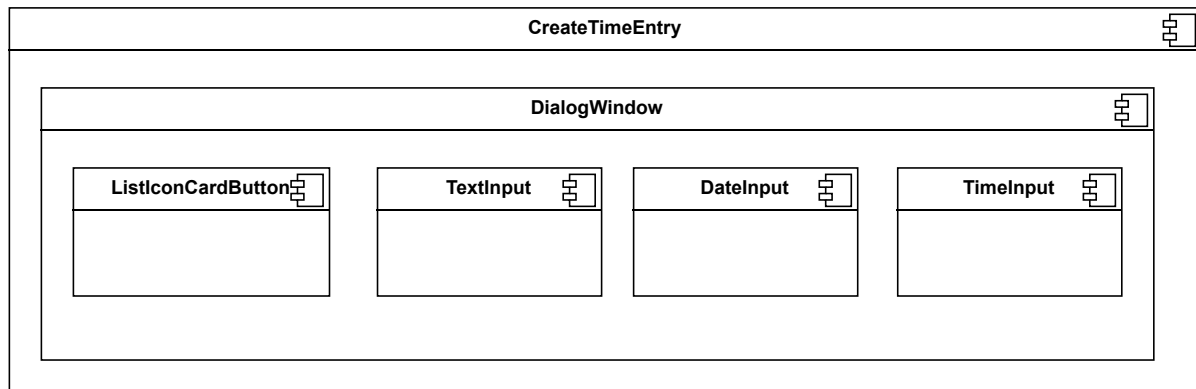 CreateTimeEntry
DialogWindow
ListIconCardButton
TextInput
DateInput
TimeInput